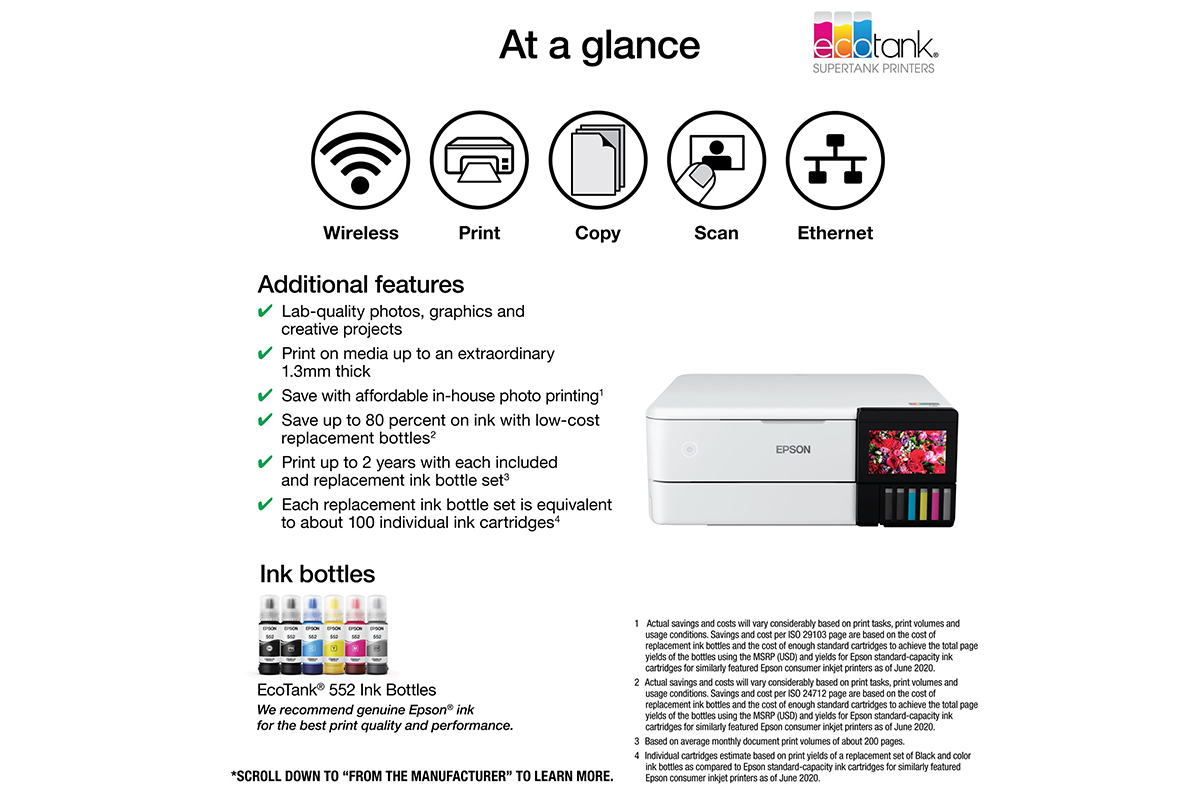 At a glance
ecotank®
SUPERTANK PRINTERS
Wireless
Print
Copy
Scan
Ethernet
Additional features
✔ Lab-quality photos, graphics and
creative projects
✔ Print on media up to an extraordinary
1.3mm thick
✔ Save with affordable in-house photo printing¹
✔ Save up to 80 percent on ink with low-cost
replacement bottles²
✔ Print up to 2 years with each included
and replacement ink bottle set³
✔ Each replacement ink bottle set is equivalent
to about 100 individual ink cartridges⁴
EPSON
Ink bottles
EPSON EPSON EPSON EPSON EPSON EPSON
552 552 552 552 552 552
EcoTank® 552 Ink Bottles
We recommend genuine Epson® ink
for the best print quality and performance.
*SCROLL DOWN TO “FROM THE MANUFACTURER” TO LEARN MORE.
1 Actual savings and costs will vary considerably based on print tasks, print volumes and
usage conditions. Savings and cost per ISO 29103 page are based on the cost of
replacement ink bottles and the cost of enough standard cartridges to achieve the total page
yields of the bottles using the MSRP (USD) and yields for Epson standard-capacity ink
cartridges for similarly featured Epson consumer inkjet printers as of June 2020.
2 Actual savings and costs will vary considerably based on print tasks, print volumes and
usage conditions. Savings and cost per ISO 24712 page are based on the cost of
replacement ink bottles and the cost of enough standard cartridges to achieve the total page
yields of the bottles using the MSRP (USD) and yields for Epson standard-capacity ink
cartridges for similarly featured Epson consumer inkjet printers as of June 2020.
3 Based on average monthly document print volumes of about 200 pages.
4 Individual cartridges estimate based on print yields of a replacement set of Black and color
ink bottles as compared to Epson standard-capacity ink cartridges for similarly featured
Epson consumer inkjet printers as of June 2020.